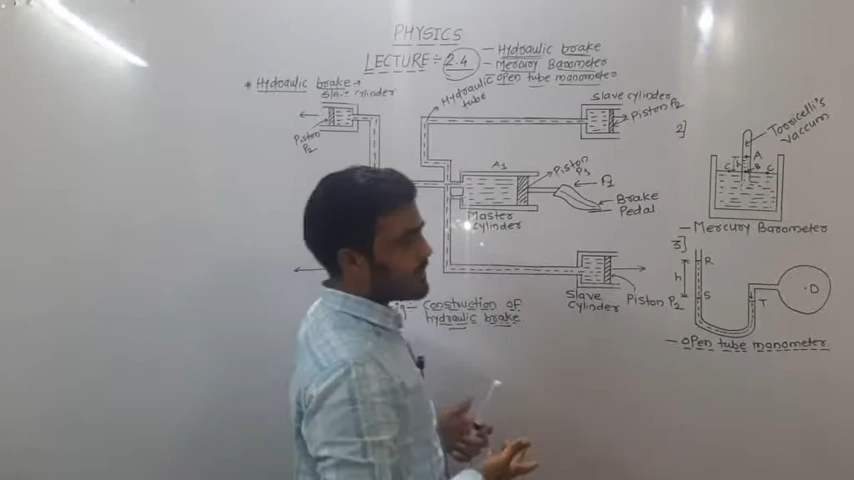 PHYSICS
LECTURE ÷ 2.4
- Hydraulic brake
- Mercury Barometer
- open tube manometer
* Hydraulic brake →
Slave cylinder
Piston
P2
Hydraulic
tube
Slave cylinder
Piston P2
A1
Piston
P1
Brake
Pedal
Master
Cylinder
Slave
Cylinder
Piston P2
Construction of
hydraulic brake
2]
Torricelli's
vaccum
h
A
B
C
C
- Mercury Barometer
3]
R
h
S
T
.D
- open tube manometer